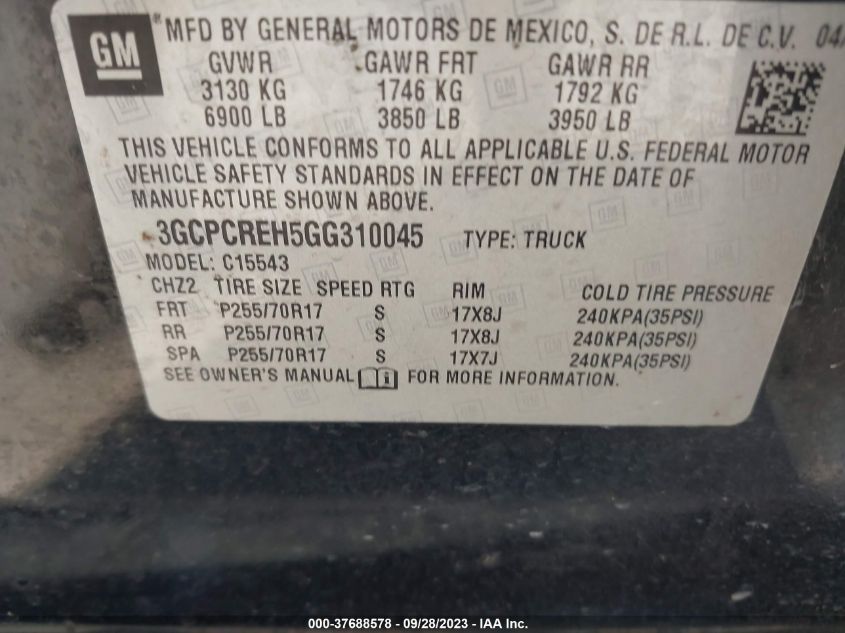 GM ® MFD BY GENERAL MOTORS DE MEXICO, S. DE R.L. DE C.V. 04/
GVWR GAWR FRT GAWR RR
3130 KG 1746 KG 1792 KG
6900 LB 3850 LB 3950 LB
THIS VEHICLE CONFORMS TO ALL APPLICABLE U.S. FEDERAL MOTOR
VEHICLE SAFETY STANDARDS IN EFFECT ON THE DATE OF
MANUFACTURE SHOWN ABOVE.
3GCPCREH5GG310045 TYPE: TRUCK
MODEL: C15543
CHZ2 TIRE SIZE SPEED RTG RIM COLD TIRE PRESSURE
FRT P255/70R17 S 17X8J 240KPA(35PSI)
RR P255/70R17 S 17X8J 240KPA(35PSI)
SPA P255/70R17 S 17X7J 240KPA(35PSI)
SEE OWNER'S MANUAL FOR MORE INFORMATION.
000-37688578 - 09/28/2023 - IAA Inc.